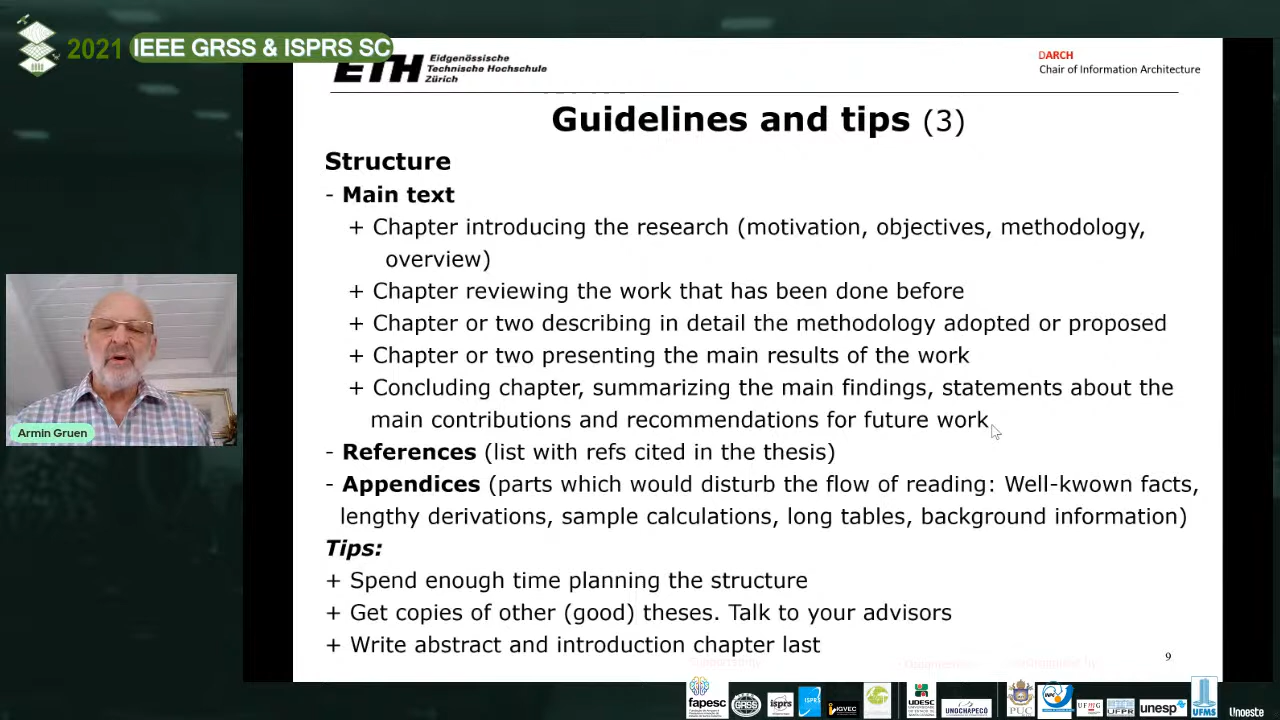 2021 IEEE GRSS & ISPRS SC
ETH Eidgenössische
Technische Hochschule
Zürich
DARCH
Chair of Information Architecture
Guidelines and tips (3)
Structure
- Main text
+ Chapter introducing the research (motivation, objectives, methodology,
overview)
+ Chapter reviewing the work that has been done before
+ Chapter or two describing in detail the methodology adopted or proposed
+ Chapter or two presenting the main results of the work
+ Concluding chapter, summarizing the main findings, statements about the
main contributions and recommendations for future work
- References (list with refs cited in the thesis)
- Appendices (parts which would disturb the flow of reading: Well-kwown facts,
lengthy derivations, sample calculations, long tables, background information)
Tips:
+ Spend enough time planning the structure
+ Get copies of other (good) theses. Talk to your advisors
+ Write abstract and introduction chapter last
9
Armin Gruen
fapesc
GRSS
isprs
ISPRS
IGVEC
UDESC
UNOCHAPECÓ
PUC
UFMG
UFPR
unesp
UFMS
Unoeste